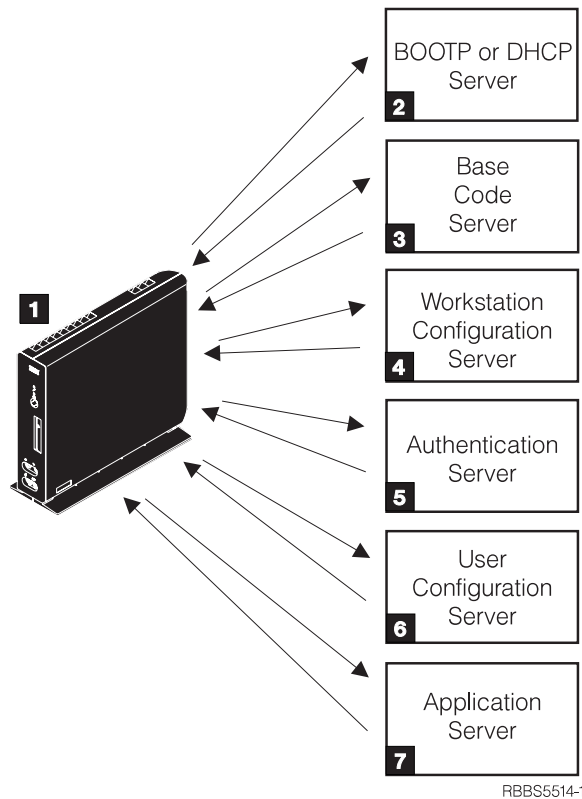 1
BOOTP or DHCP
Server
2
Base
Code
Server
3
Workstation
Configuration
Server
4
Authentication
Server
5
User
Configuration
Server
6
Application
Server
7
RBBS5514-1